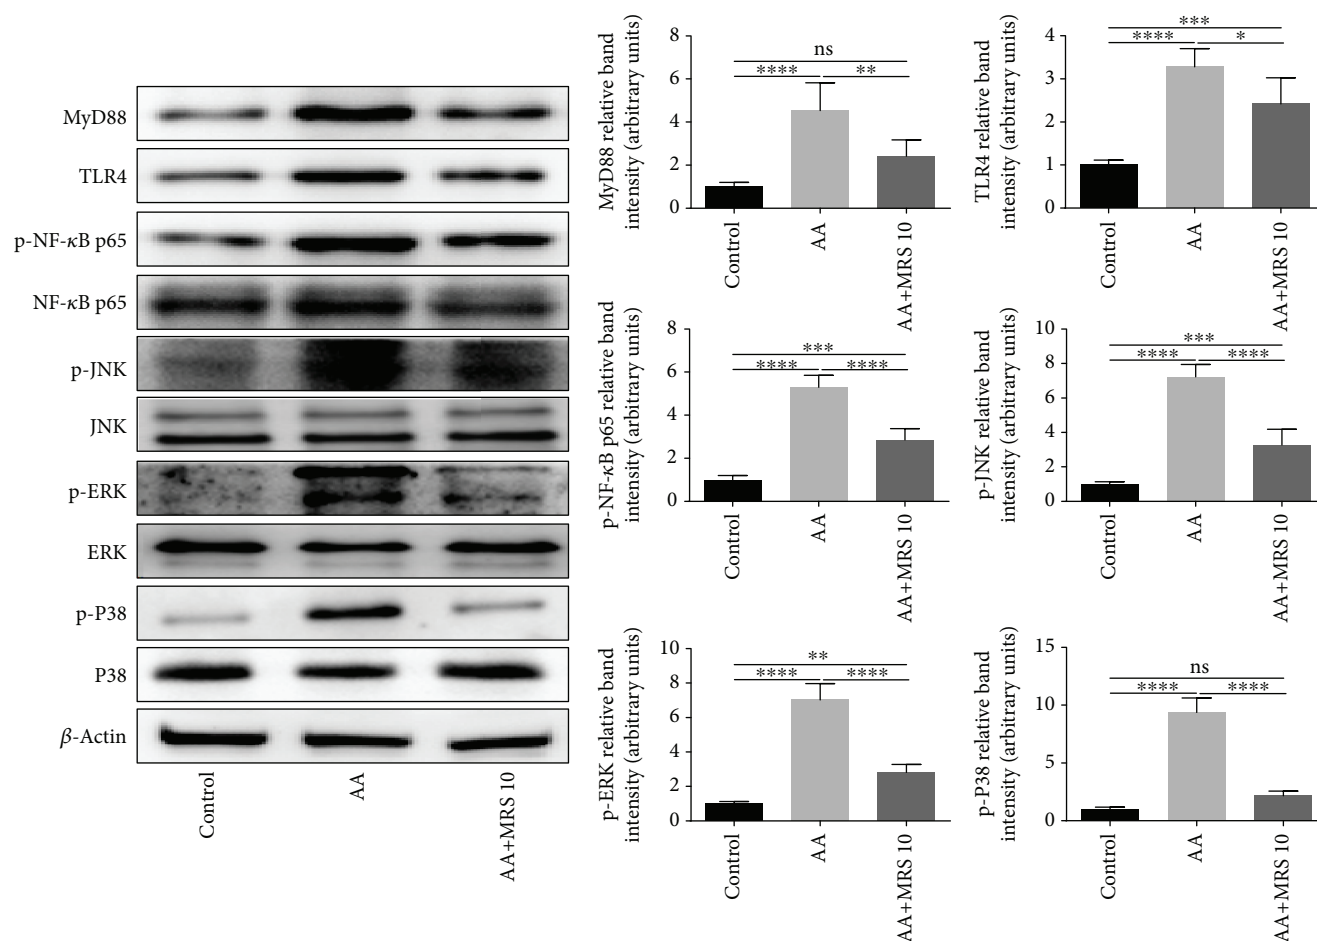 MyD88
TLR4
p-NF-κB p65
NF-κB p65
p-JNK
JNK
p-ERK
ERK
p-P38
P38
β-Actin
Control
AA
AA+MRS 10
MyD88 relative band
intensity (arbitrary units)
8
6
4
2
0
ns
****
**
Control
AA
AA+MRS 10
TLR4 relative band
intensity (arbitrary units)
4
3
2
1
0
***
****
*
Control
AA
AA+MRS 10
p-NF-κB p65 relative band
intensity (arbitrary units)
8
6
4
2
0
***
****
****
Control
AA
AA+MRS 10
p-JNK relative band
intensity (arbitrary units)
10
8
6
4
2
0
***
****
****
Control
AA
AA+MRS 10
p-ERK relative band
intensity (arbitrary units)
10
8
6
4
2
0
**
****
****
Control
AA
AA+MRS 10
p-P38 relative band
intensity (arbitrary units)
15
10
5
0
ns
****
****
Control
AA
AA+MRS 10